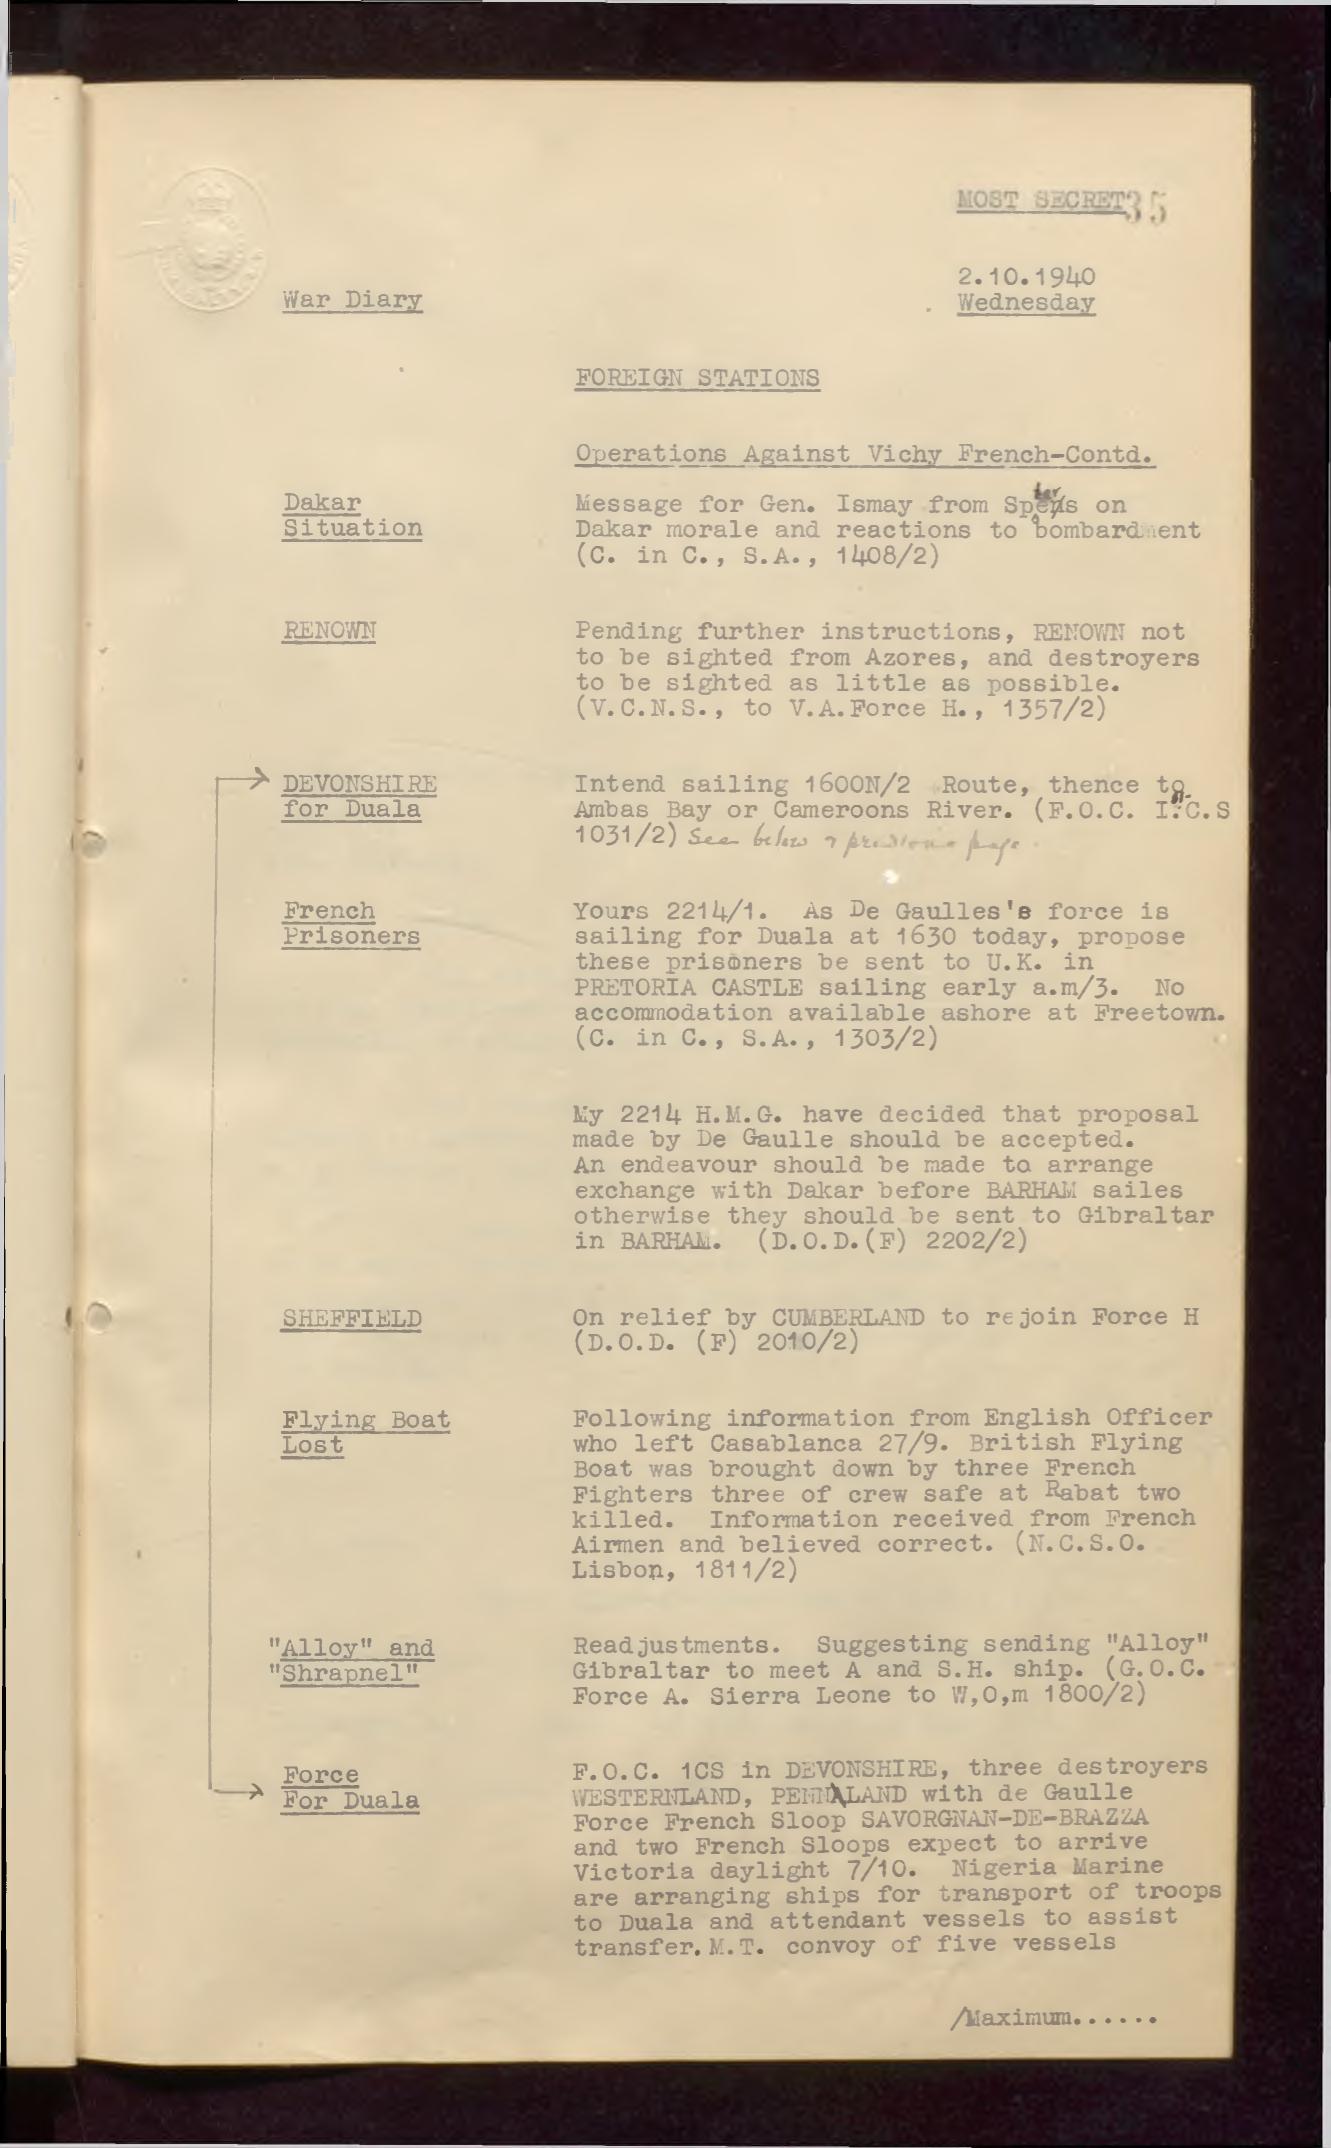 MOST SECRET 35
2.10.1940
War Diary
Wednesday
FOREIGN STATIONS
Operations Against Vichy French-Contd.
Dakar
Situation
Message for Gen. Ismay from Spears on
Dakar morale and reactions to bombardment
(C. in C., S.A., 1408/2)
RENOWN
Pending further instructions, RENOWN not
to be sighted from Azores, and destroyers
to be sighted as little as possible.
(V.C.N.S., to V.A.Force H., 1357/2)
DEVONSHIRE
for Duala
Intend sailing 1600N/2 Route, thence to
Ambas Bay or Cameroons River. (F.O.C. I.C.S
1031/2) See below & previous page.
French
Prisoners
Yours 2214/1. As De Gaulles's force is
sailing for Duala at 1630 today, propose
these prisoners be sent to U.K. in
PRETORIA CASTLE sailing early a.m/3. No
accommodation available ashore at Freetown.
(C. in C., S.A., 1303/2)
My 2214 H.M.G. have decided that proposal
made by De Gaulle should be accepted.
An endeavour should be made to arrange
exchange with Dakar before BARHAM sailes
otherwise they should be sent to Gibraltar
in BARHAM. (D.O.D.(F) 2202/2)
SHEFFIELD
On relief by CUMBERLAND to rejoin Force H
(D.O.D. (F) 2010/2)
Flying Boat
Lost
Following information from English Officer
who left Casablanca 27/9. British Flying
Boat was brought down by three French
Fighters three of crew safe at Rabat two
killed. Information received from French
Airmen and believed correct. (N.C.S.O.
Lisbon, 1811/2)
"Alloy" and
"Shrapnel"
Readjustments. Suggesting sending "Alloy"
Gibraltar to meet A and S.H. ship. (G.O.C.
Force A. Sierra Leone to W,O,m 1800/2)
Force
For Duala
F.O.C. 1CS in DEVONSHIRE, three destroyers
WESTERNLAND, PENNLAND with de Gaulle
Force French Sloop SAVORGNAN-DE-BRAZZA
and two French Sloops expect to arrive
Victoria daylight 7/10. Nigeria Marine
are arranging ships for transport of troops
to Duala and attendant vessels to assist
transfer. M.T. convoy of five vessels
/Maximum......